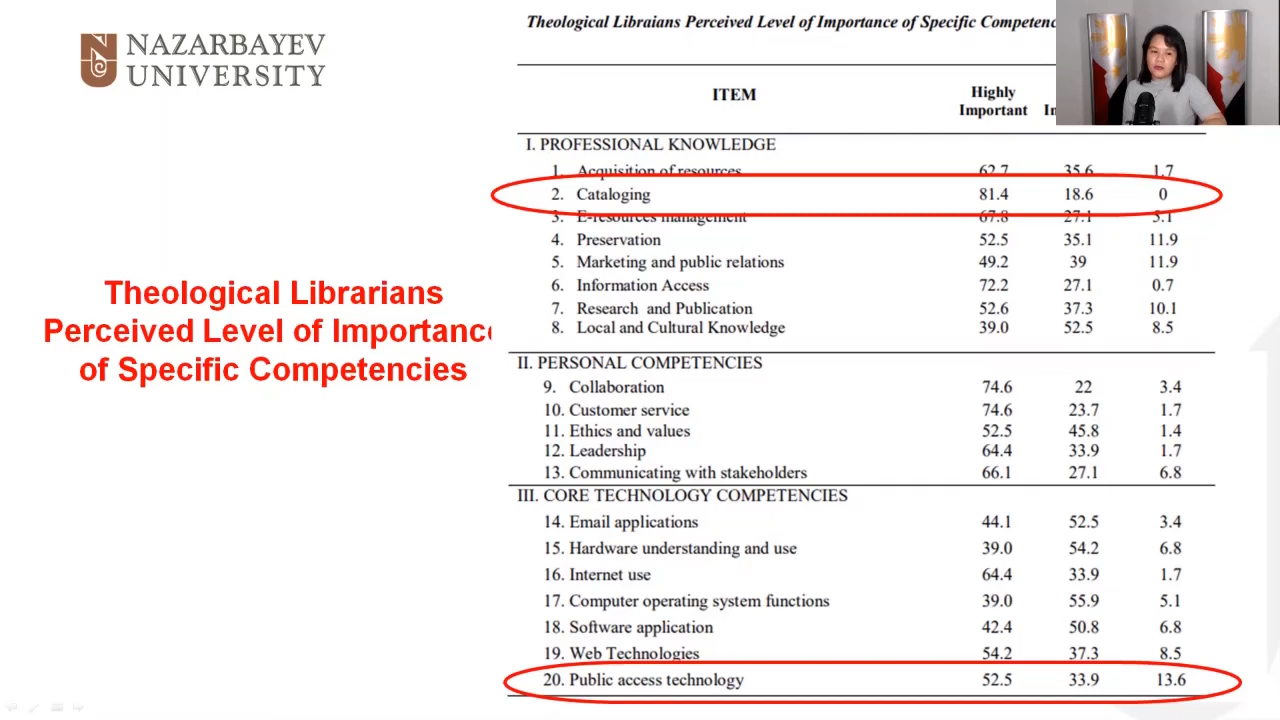 NAZARBAYEV
UNIVERSITY
Theological Librarians
Perceived Level of Importance
of Specific Competencies
Theological Libraians Perceived Level of Importance of Specific
ITEM
Highly
Important
I. PROFESSIONAL KNOWLEDGE
1. Acquisition of resources 62.7 35.6 1.7
2. Cataloging 81.4 18.6 0
3. E-resources management 67.8 27.1 5.1
4. Preservation 52.5 35.1 11.9
5. Marketing and public relations 49.2 39 11.9
6. Information Access 72.2 27.1 0.7
7. Research and Publication 52.6 37.3 10.1
8. Local and Cultural Knowledge 39.0 52.5 8.5
II. PERSONAL COMPETENCIES
9. Collaboration 74.6 22 3.4
10. Customer service 74.6 23.7 1.7
11. Ethics and values 52.5 45.8 1.4
12. Leadership 64.4 33.9 1.7
13. Communicating with stakeholders 66.1 27.1 6.8
III. CORE TECHNOLOGY COMPETENCIES
14. Email applications 44.1 52.5 3.4
15. Hardware understanding and use 39.0 54.2 6.8
16. Internet use 64.4 33.9 1.7
17. Computer operating system functions 39.0 55.9 5.1
18. Software application 42.4 50.8 6.8
19. Web Technologies 54.2 37.3 8.5
20. Public access technology 52.5 33.9 13.6